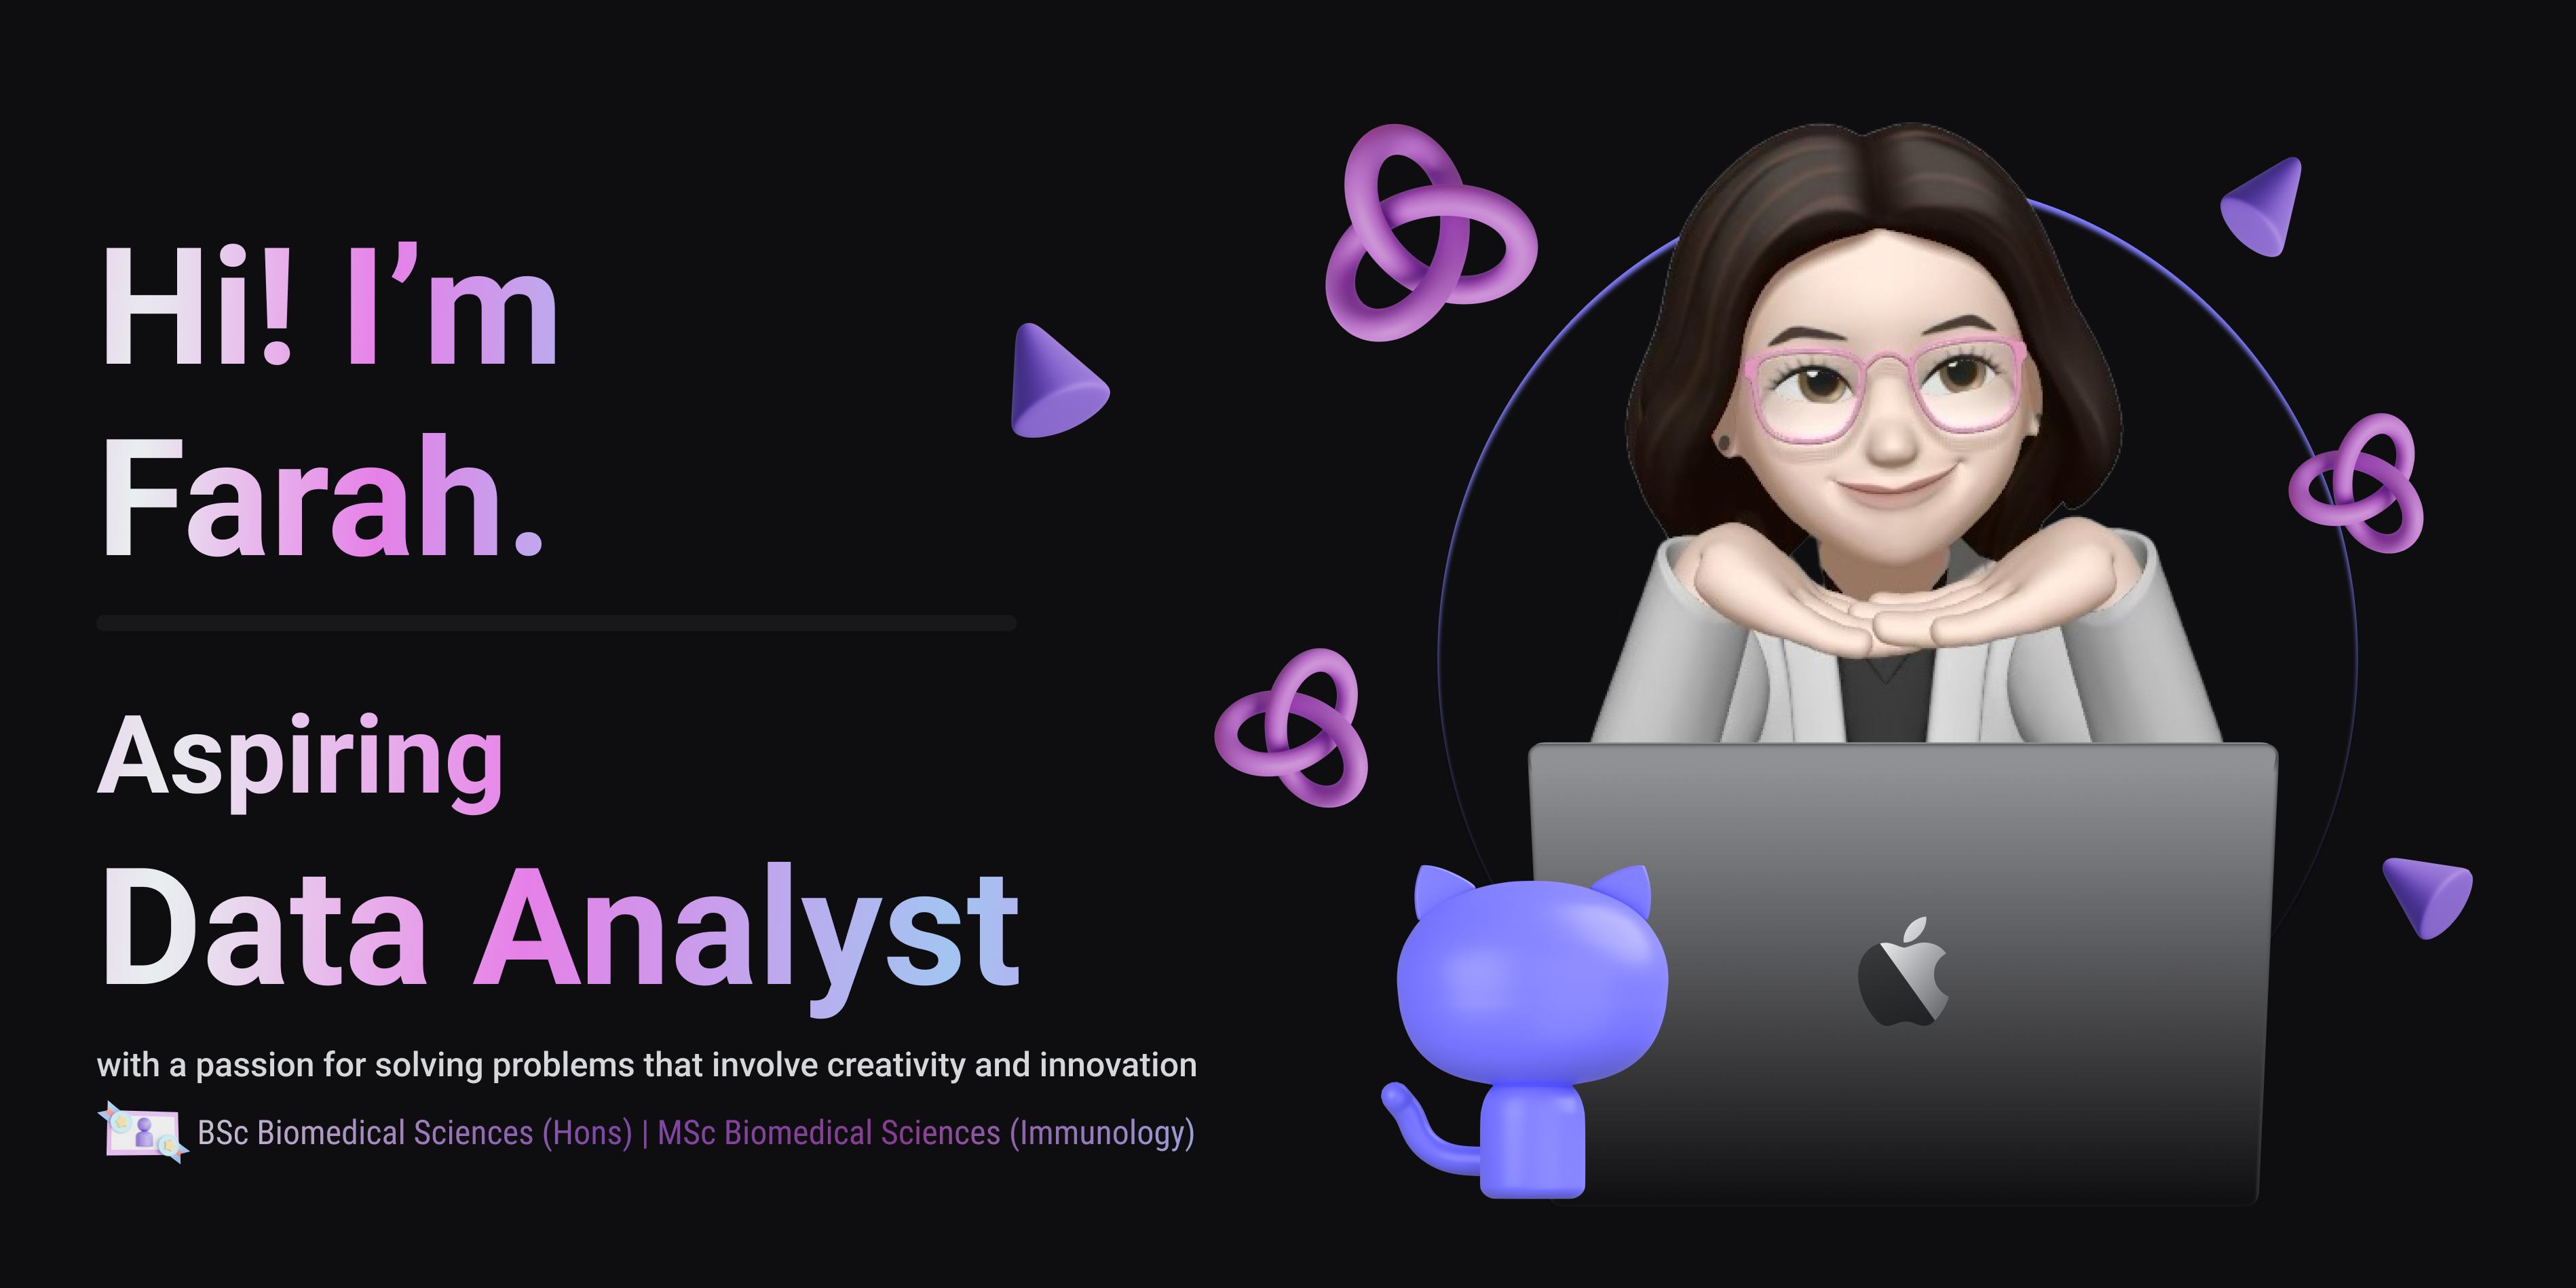 Hi! I’m
Farah.
Aspiring
Data Analyst
with a passion for solving problems that involve creativity and innovation
BSc Biomedical Sciences (Hons) | MSc Biomedical Sciences (Immunology)